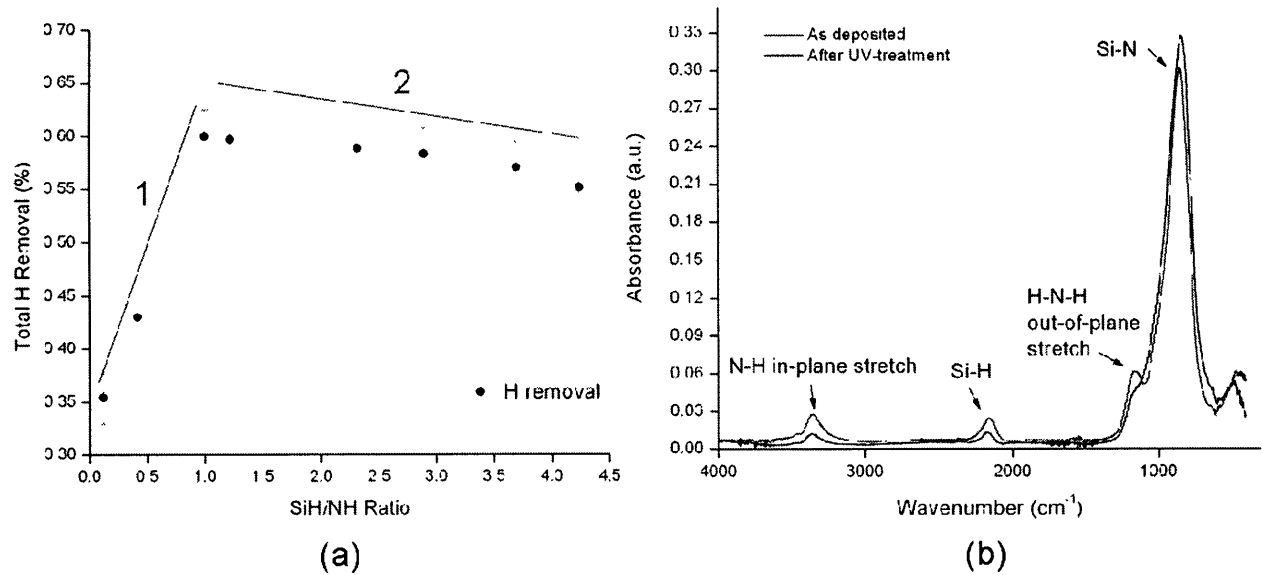 0.70
0.65
0.60
0.55
0.50
0.45
0.40
0.35
0.30
Total H Removal (%)
1
2
H removal
0.0 0.5 1.0 1.5 2.0 2.5 3.0 3.5 4.0 4.5
SiH/NH Ratio
(a)
0.35
0.30
0.27
0.24
0.21
0.18
0.15
0.12
0.09
0.06
0.03
0.00
Absorbance (a.u.)
As deposited
After UV-treatment
Si-N
H-N-H
out-of-plane
stretch
N-H in-plane stretch
Si-H
4000 3000 2000 1000
Wavenumber (cm⁻¹)
(b)